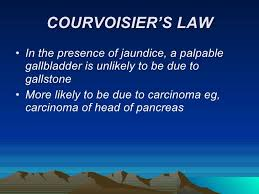 COURVOISIER'S LAW
• In the presence of jaundice, a palpable
gallbladder is unlikely to be due to
gallstone
• More likely to be due to carcinoma eg,
carcinoma of head of pancreas